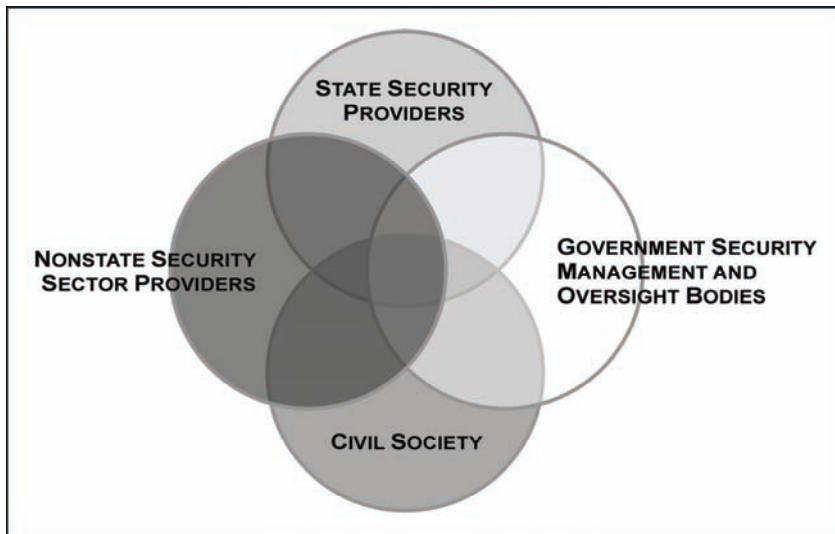 STATE SECURITY
PROVIDERS
NONSTATE SECURITY
SECTOR PROVIDERS
GOVERNMENT SECURITY
MANAGEMENT AND
OVERSIGHT BODIES
CIVIL SOCIETY